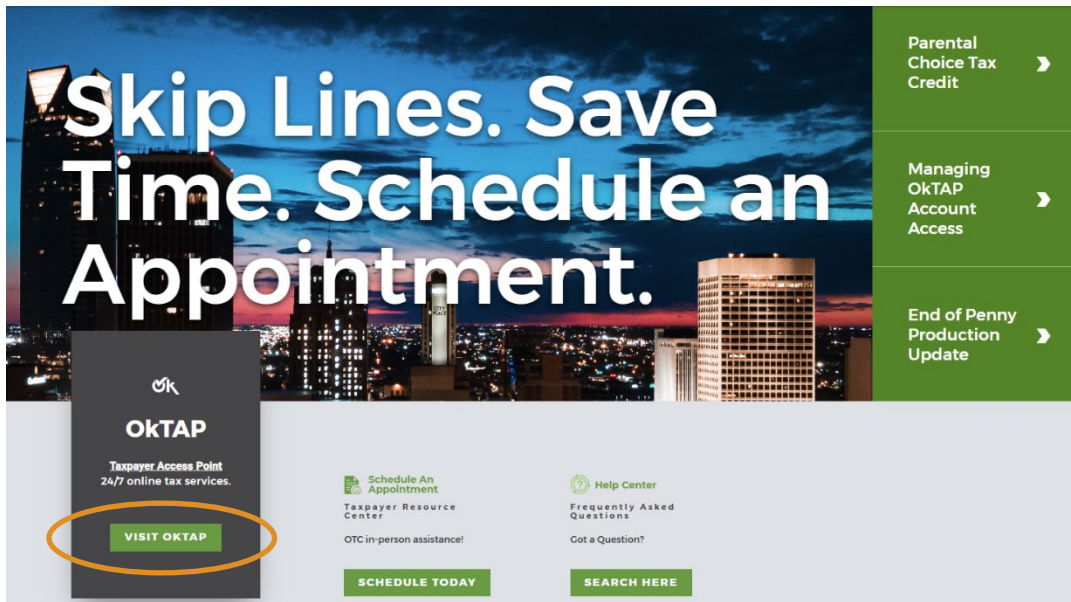 Skip Lines. Save
Time. Schedule an
Appointment.
Parental
Choice Tax
Credit
Managing
OkTAP
Account
Access
End of Penny
Production
Update
CITY
PLACE
Ok
OkTAP
Taxpayer Access Point
24/7 online tax services.
VISIT OKTAP
Schedule An
Appointment
Taxpayer Resource
Center
OTC in-person assistance!
SCHEDULE TODAY
Help Center
Frequently Asked
Questions
Got a Question?
SEARCH HERE